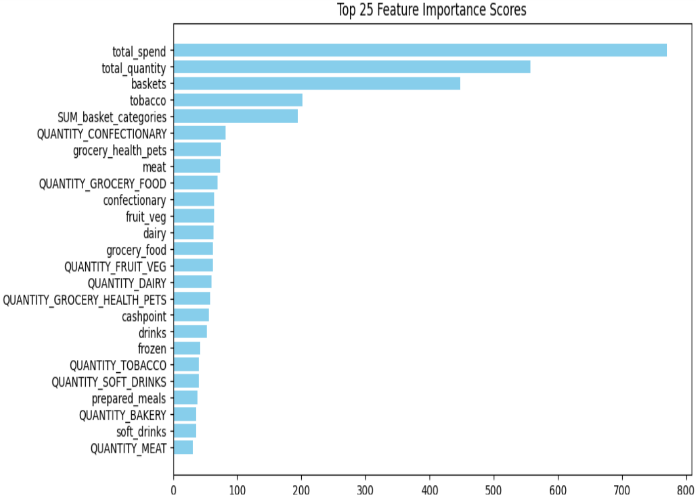 Top 25 Feature Importance Scores
total_spend
total_quantity
baskets
tobacco
SUM_basket_categories
QUANTITY_CONFECTIONARY
grocery_health_pets
meat
QUANTITY_GROCERY_FOOD
confectionary
fruit_veg
dairy
grocery_food
QUANTITY_FRUIT_VEG
QUANTITY_DAIRY
QUANTITY_GROCERY_HEALTH_PETS
cashpoint
drinks
frozen
QUANTITY_TOBACCO
QUANTITY_SOFT_DRINKS
prepared_meals
QUANTITY_BAKERY
soft_drinks
QUANTITY_MEAT
0 100 200 300 400 500 600 700 800